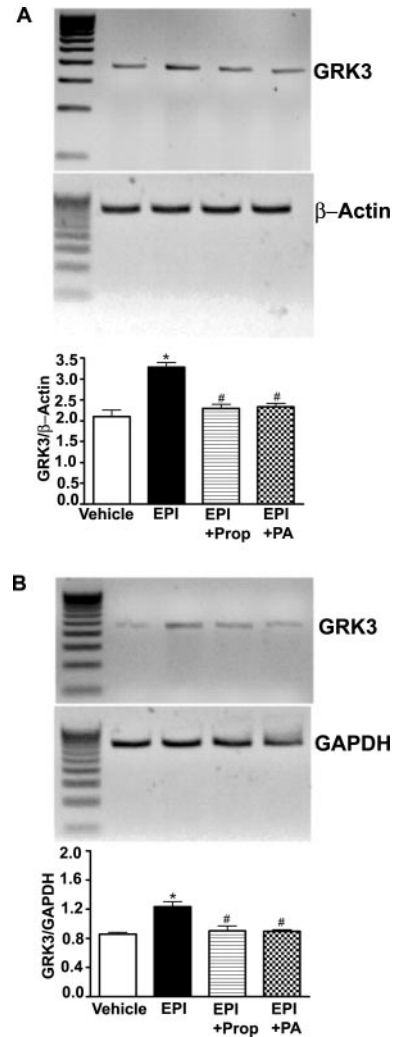 A
GRK3
β–Actin
GRK3/β–Actin
3.5
3.0
2.5
2.0
1.5
1.0
0.5
0.0
*
#
#
Vehicle EPI EPI +Prop EPI +PA
B
GRK3
GAPDH
GRK3/GAPDH
2.0
1.6
1.2
0.8
0.4
0.0
*
#
#
Vehicle EPI EPI +Prop EPI +PA